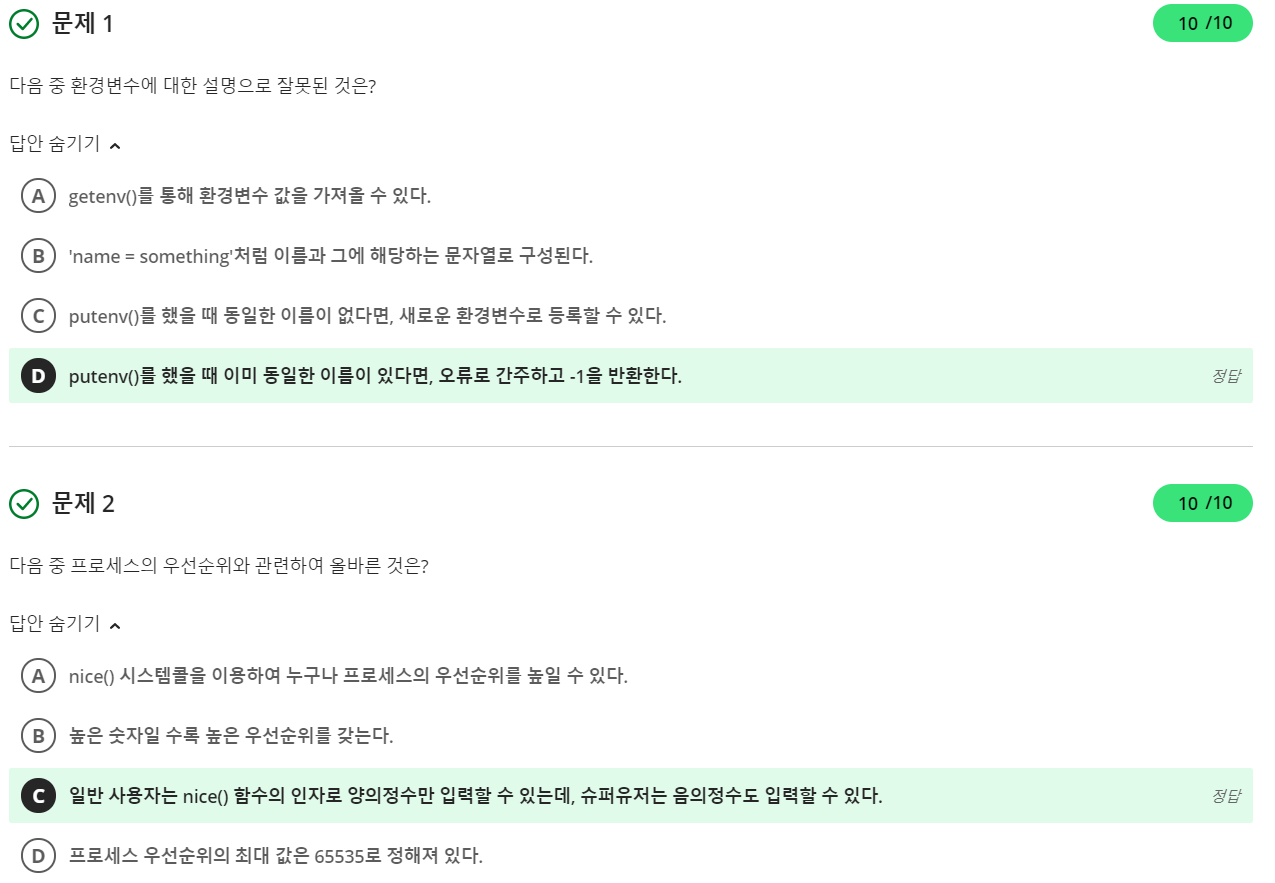 문제 1
10 /10
다음 중 환경변수에 대한 설명으로 잘못된 것은?
답안 숨기기
A getenv()를 통해 환경변수 값을 가져올 수 있다.
B 'name = something'처럼 이름과 그에 해당하는 문자열로 구성된다.
C putenv()를 했을 때 동일한 이름이 없다면, 새로운 환경변수로 등록할 수 있다.
D putenv()를 했을 때 이미 동일한 이름이 있다면, 오류로 간주하고 -1을 반환한다. 정답
문제 2
10 /10
다음 중 프로세스의 우선순위와 관련하여 올바른 것은?
답안 숨기기
A nice() 시스템콜을 이용하여 누구나 프로세스의 우선순위를 높일 수 있다.
B 높은 숫자일 수록 높은 우선순위를 갖는다.
C 일반 사용자는 nice() 함수의 인자로 양의정수만 입력할 수 있는데, 슈퍼유저는 음의정수도 입력할 수 있다. 정답
D 프로세스 우선순위의 최대 값은 65535로 정해져 있다.